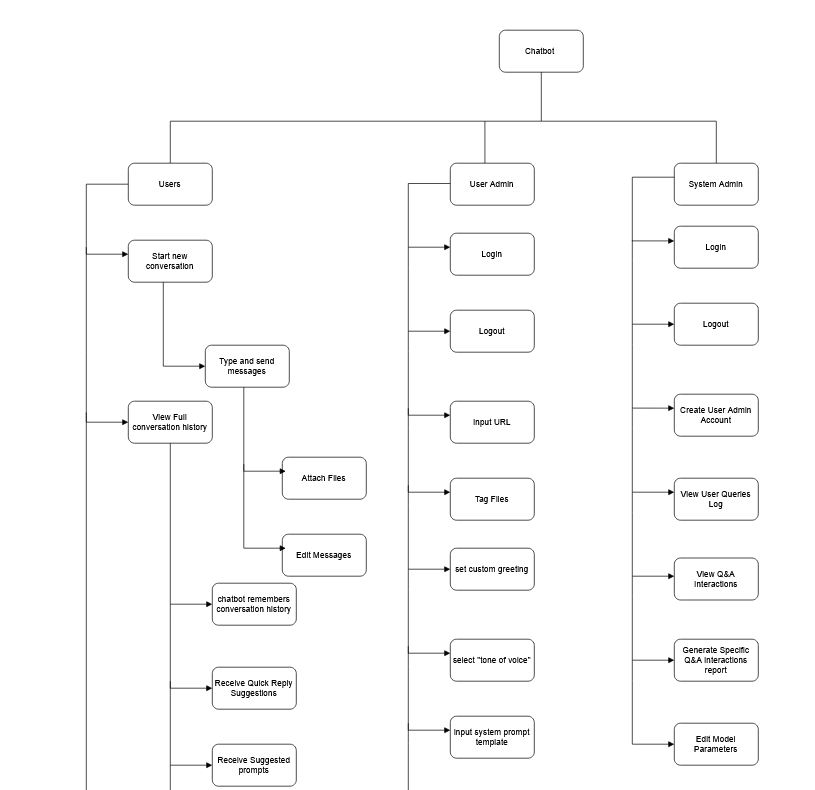 Chatbot
Users
User Admin
System Admin
Start new
conversation
Type and send
messages
View Full
conversation history
Attach Files
Edit Messages
chatbot remembers
conversation history
Receive Quick Reply
Suggestions
Receive Suggested
prompts
Login
Logout
Input URL
Tag Files
set custom greeting
select "tone of voice"
input system prompt
template
Login
Logout
Create User Admin
Account
View User Queries
Log
View Q&A
Interactions
Generate Specific
Q&A interactions
report
Edit Model
Parameters